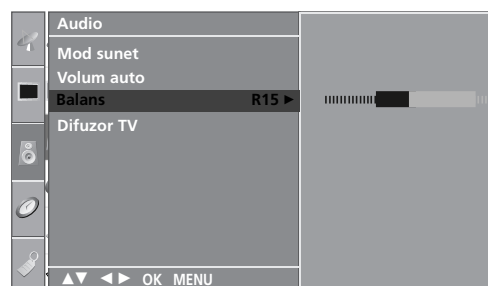 Audio
Mod sunet
Volum auto
Balans R15 ►
Difuzor TV
▲▼ ◄► OK MENU